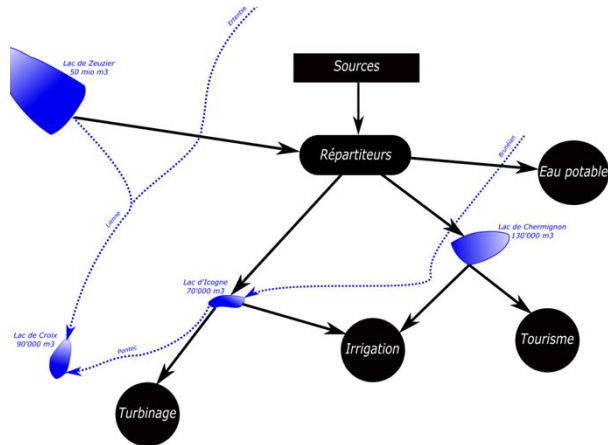 Ertentse
Lac de Zeuzier
50 mio m3
Sources
Répartiteurs
Eau potable
Lienne
Lac de Chermignon
130'000 m3
Lac d'Icogne
70'000 m3
Lac de Croix
90'000 m3
Pontec
Irrigation
Tourisme
Turbinage